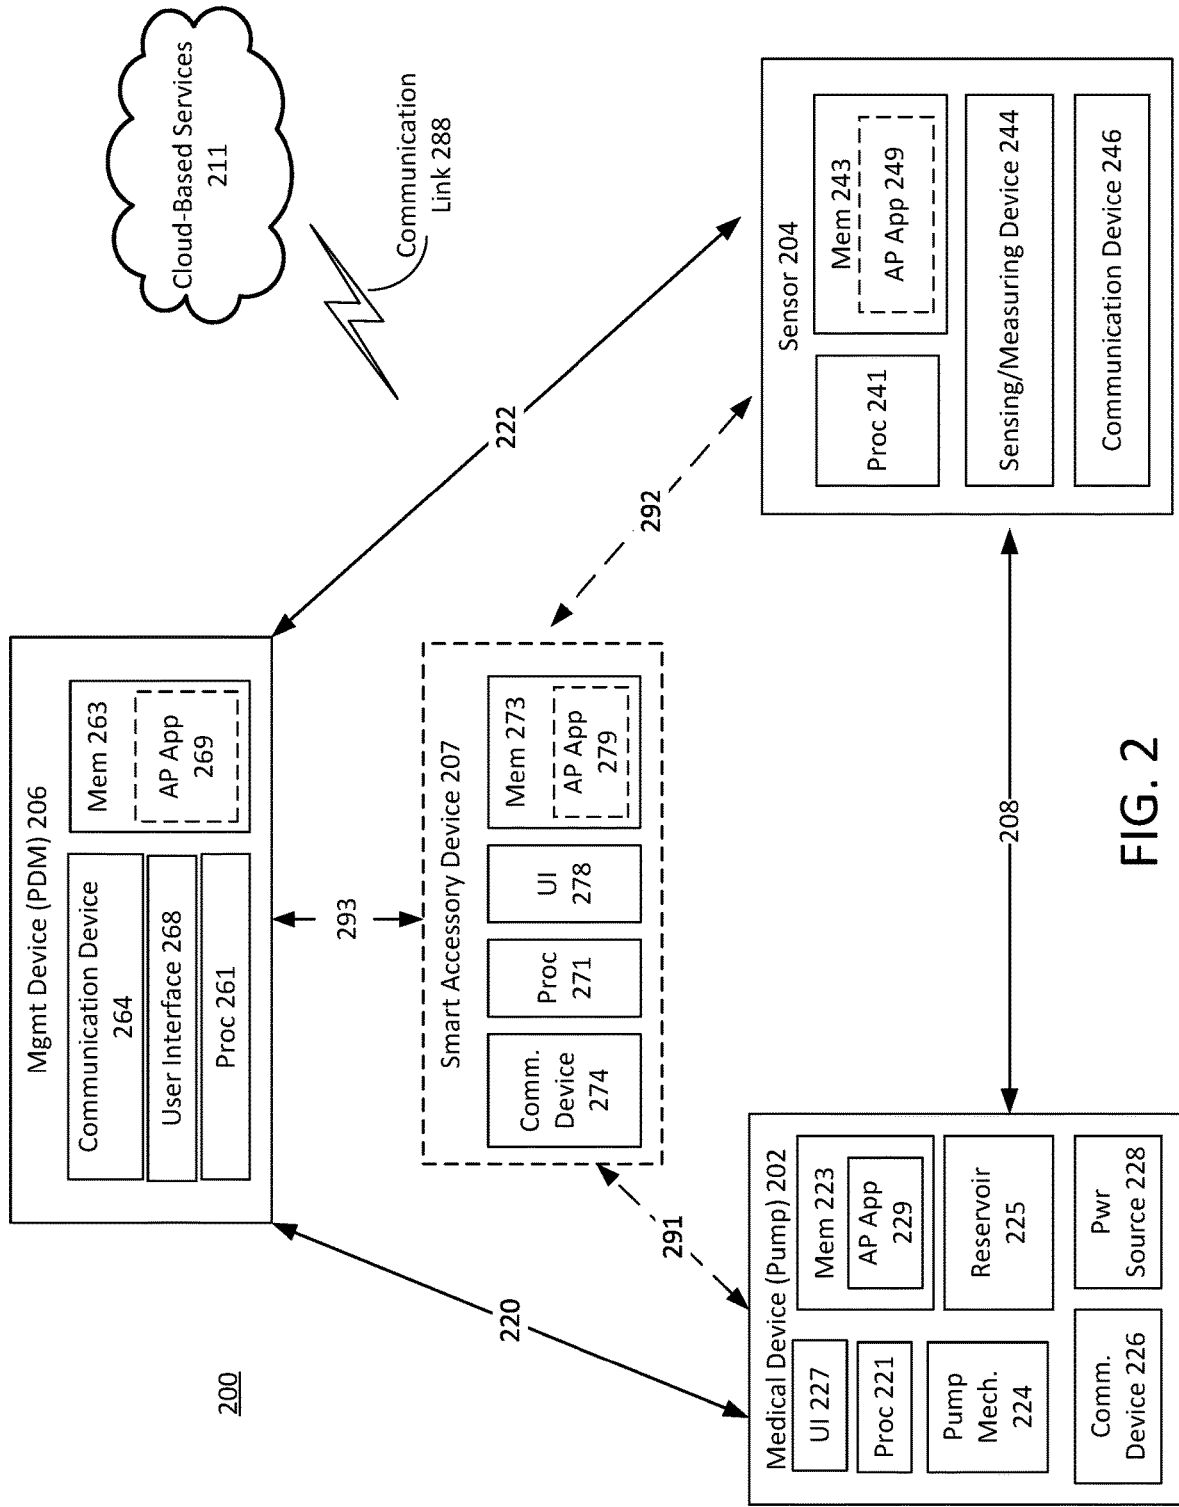 200
Mgmt Device (PDM) 206
Communication Device
264
User Interface 268
Proc 261
Mem 263
AP App
269
Cloud-Based Services
211
Communication
Link 288
220
293
222
Smart Accessory Device 207
Comm.
Device
274
Proc
271
UI
278
Mem 273
AP App
279
291
292
Medical Device (Pump) 202
UI 227
Proc 221
Pump
Mech.
224
Comm.
Device 226
Mem 223
AP App
229
Reservoir
225
Pwr
Source 228
208
Sensor 204
Proc 241
Mem 243
AP App 249
Sensing/Measuring Device 244
Communication Device 246
FIG. 2